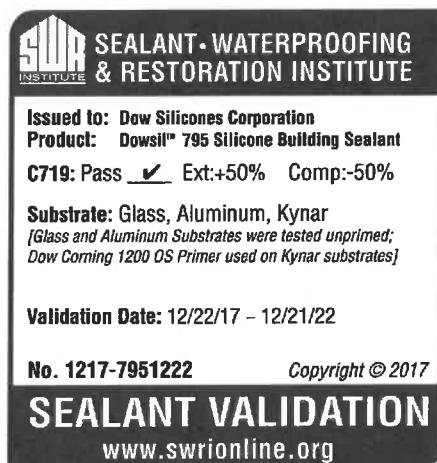 SWR
INSTITUTE
SEALANT • WATERPROOFING
& RESTORATION INSTITUTE
Issued to: Dow Silicones Corporation
Product: Dowsil™ 795 Silicone Building Sealant
C719: Pass ✔ Ext:+50% Comp:-50%
Substrate: Glass, Aluminum, Kynar
[Glass and Aluminum Substrates were tested unprimed;
Dow Corning 1200 OS Primer used on Kynar substrates]
Validation Date: 12/22/17 – 12/21/22
No. 1217-7951222 Copyright © 2017
SEALANT VALIDATION
www.swrionline.org